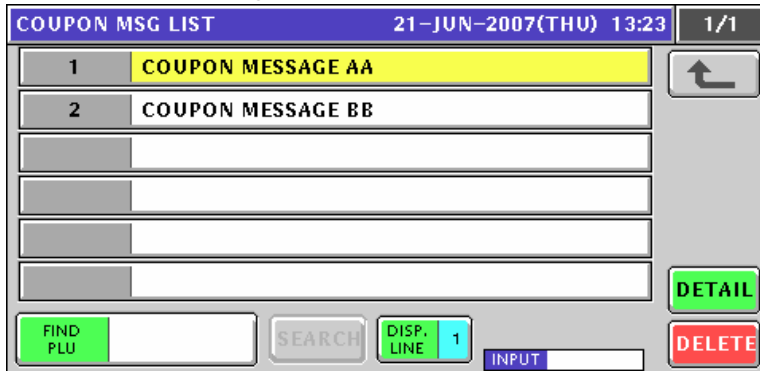 COUPON MSG LIST 21-JUN-2007(THU) 13:23 1/1
1 COUPON MESSAGE AA
2 COUPON MESSAGE BB
DETAIL
FIND PLU SEARCH DISP. LINE 1 INPUT DELETE